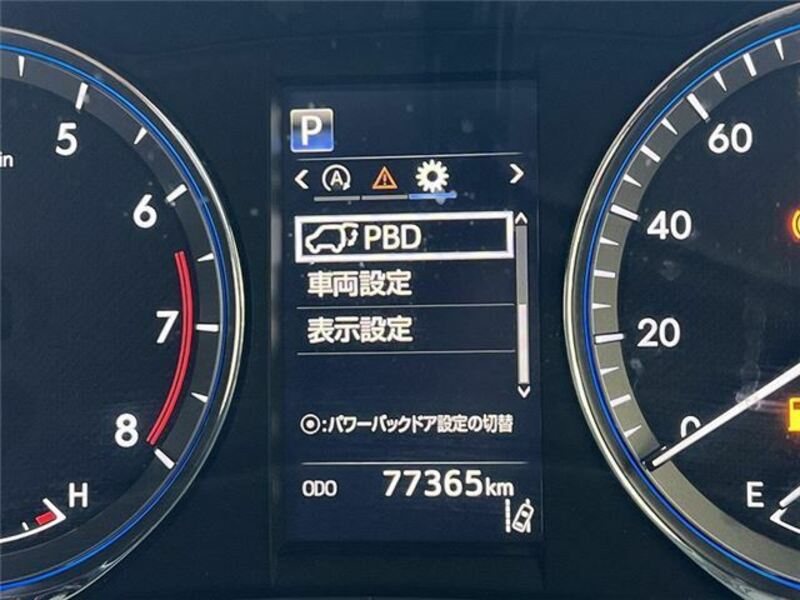 P
A
PBD
車両設定
表示設定
◎:パワーバックドア設定の切替
ODO 77365km
in
5
6
7
8
H
60
40
20
0
E